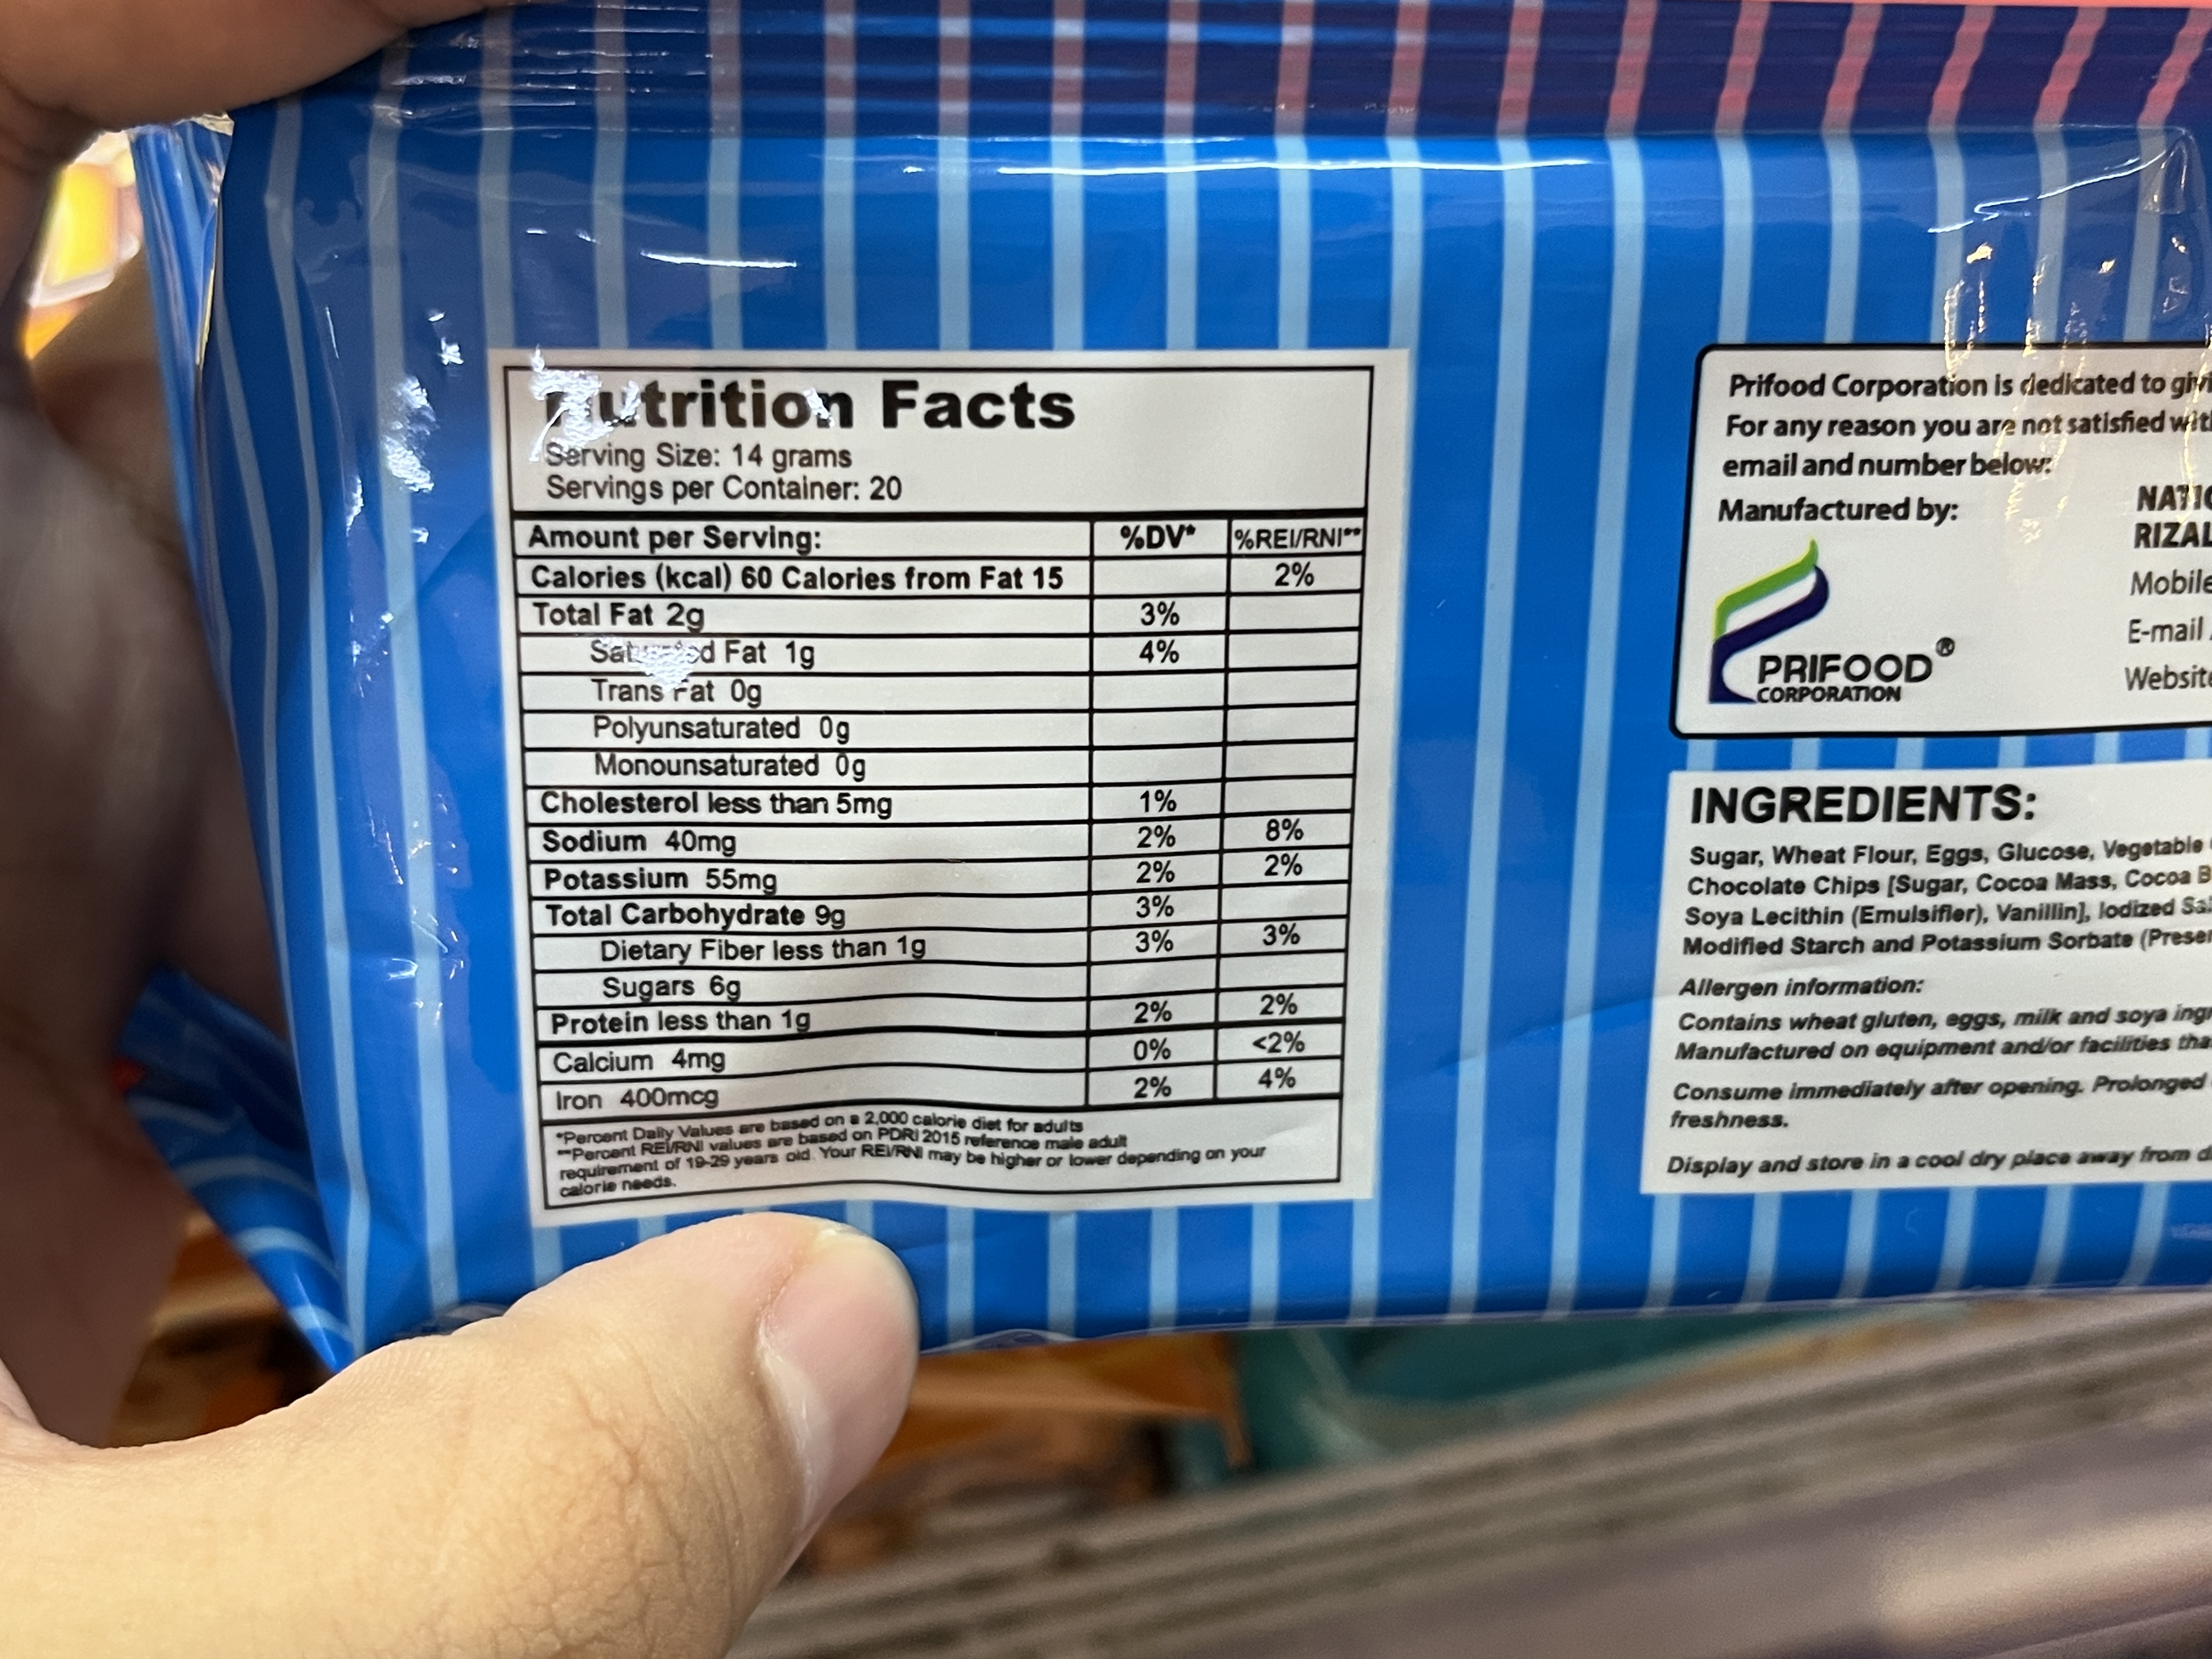 Nutrition Facts
Serving Size: 14 grams
Servings per Container: 20
Amount per Serving: %DV* %REI/RNI**
Calories (kcal) 60 Calories from Fat 15 2%
Total Fat 2g 3%
Saturated Fat 1g 4%
Trans Fat 0g
Polyunsaturated 0g
Monounsaturated 0g
Cholesterol less than 5mg 1%
Sodium 40mg 2% 8%
Potassium 55mg 2% 2%
Total Carbohydrate 9g 3%
Dietary Fiber less than 1g 3% 3%
Sugars 6g
Protein less than 1g 2% 2%
Calcium 4mg 0% <2%
Iron 400mcg 2% 4%
*Percent Daily Values are based on a 2,000 calorie diet for adults
**Percent REI/RNI values are based on PDRI 2015 reference male adult
requirement of 19-29 years old. Your REI/RNI may be higher or lower depending on your
calorie needs.
Prifood Corporation is dedicated to
For any reason you are not satisfied
email and number below:
Manufactured by:
PRIFOOD®
CORPORATION
Mobile
E-mail
INGREDIENTS:
Sugar, Wheat Flour, Eggs, Glucose, Vegetable
Chocolate Chips [Sugar, Cocoa Mass, Cocoa
Soya Lecithin (Emulsifier), Vanillin], Iodized
Modified Starch and Potassium Sorbate
Allergen information:
Contains wheat gluten, eggs, milk and soya
Manufactured on equipment and/or facilities
Consume immediately after opening. Prolonged
freshness.
Display and store in a cool dry place away from